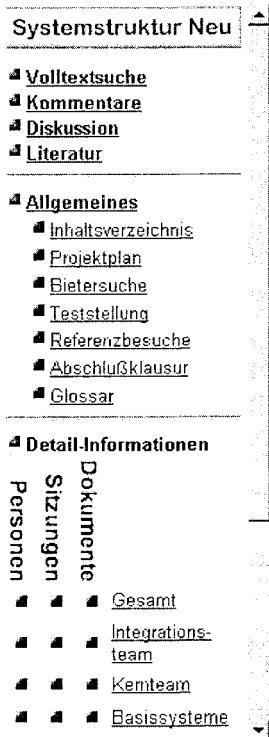 Systemstruktur Neu
Volltextsuche
Kommentare
Diskussion
Literatur
Allgemeines
Inhaltsverzeichnis
Projektplan
Bietersuche
Teststellung
Referenzbesuche
Abschlußklausur
Glossar
Detail-Informationen
Personen
Sitzungen
Dokumente
Gesamt
Integrations-
team
Kernteam
Basissysteme